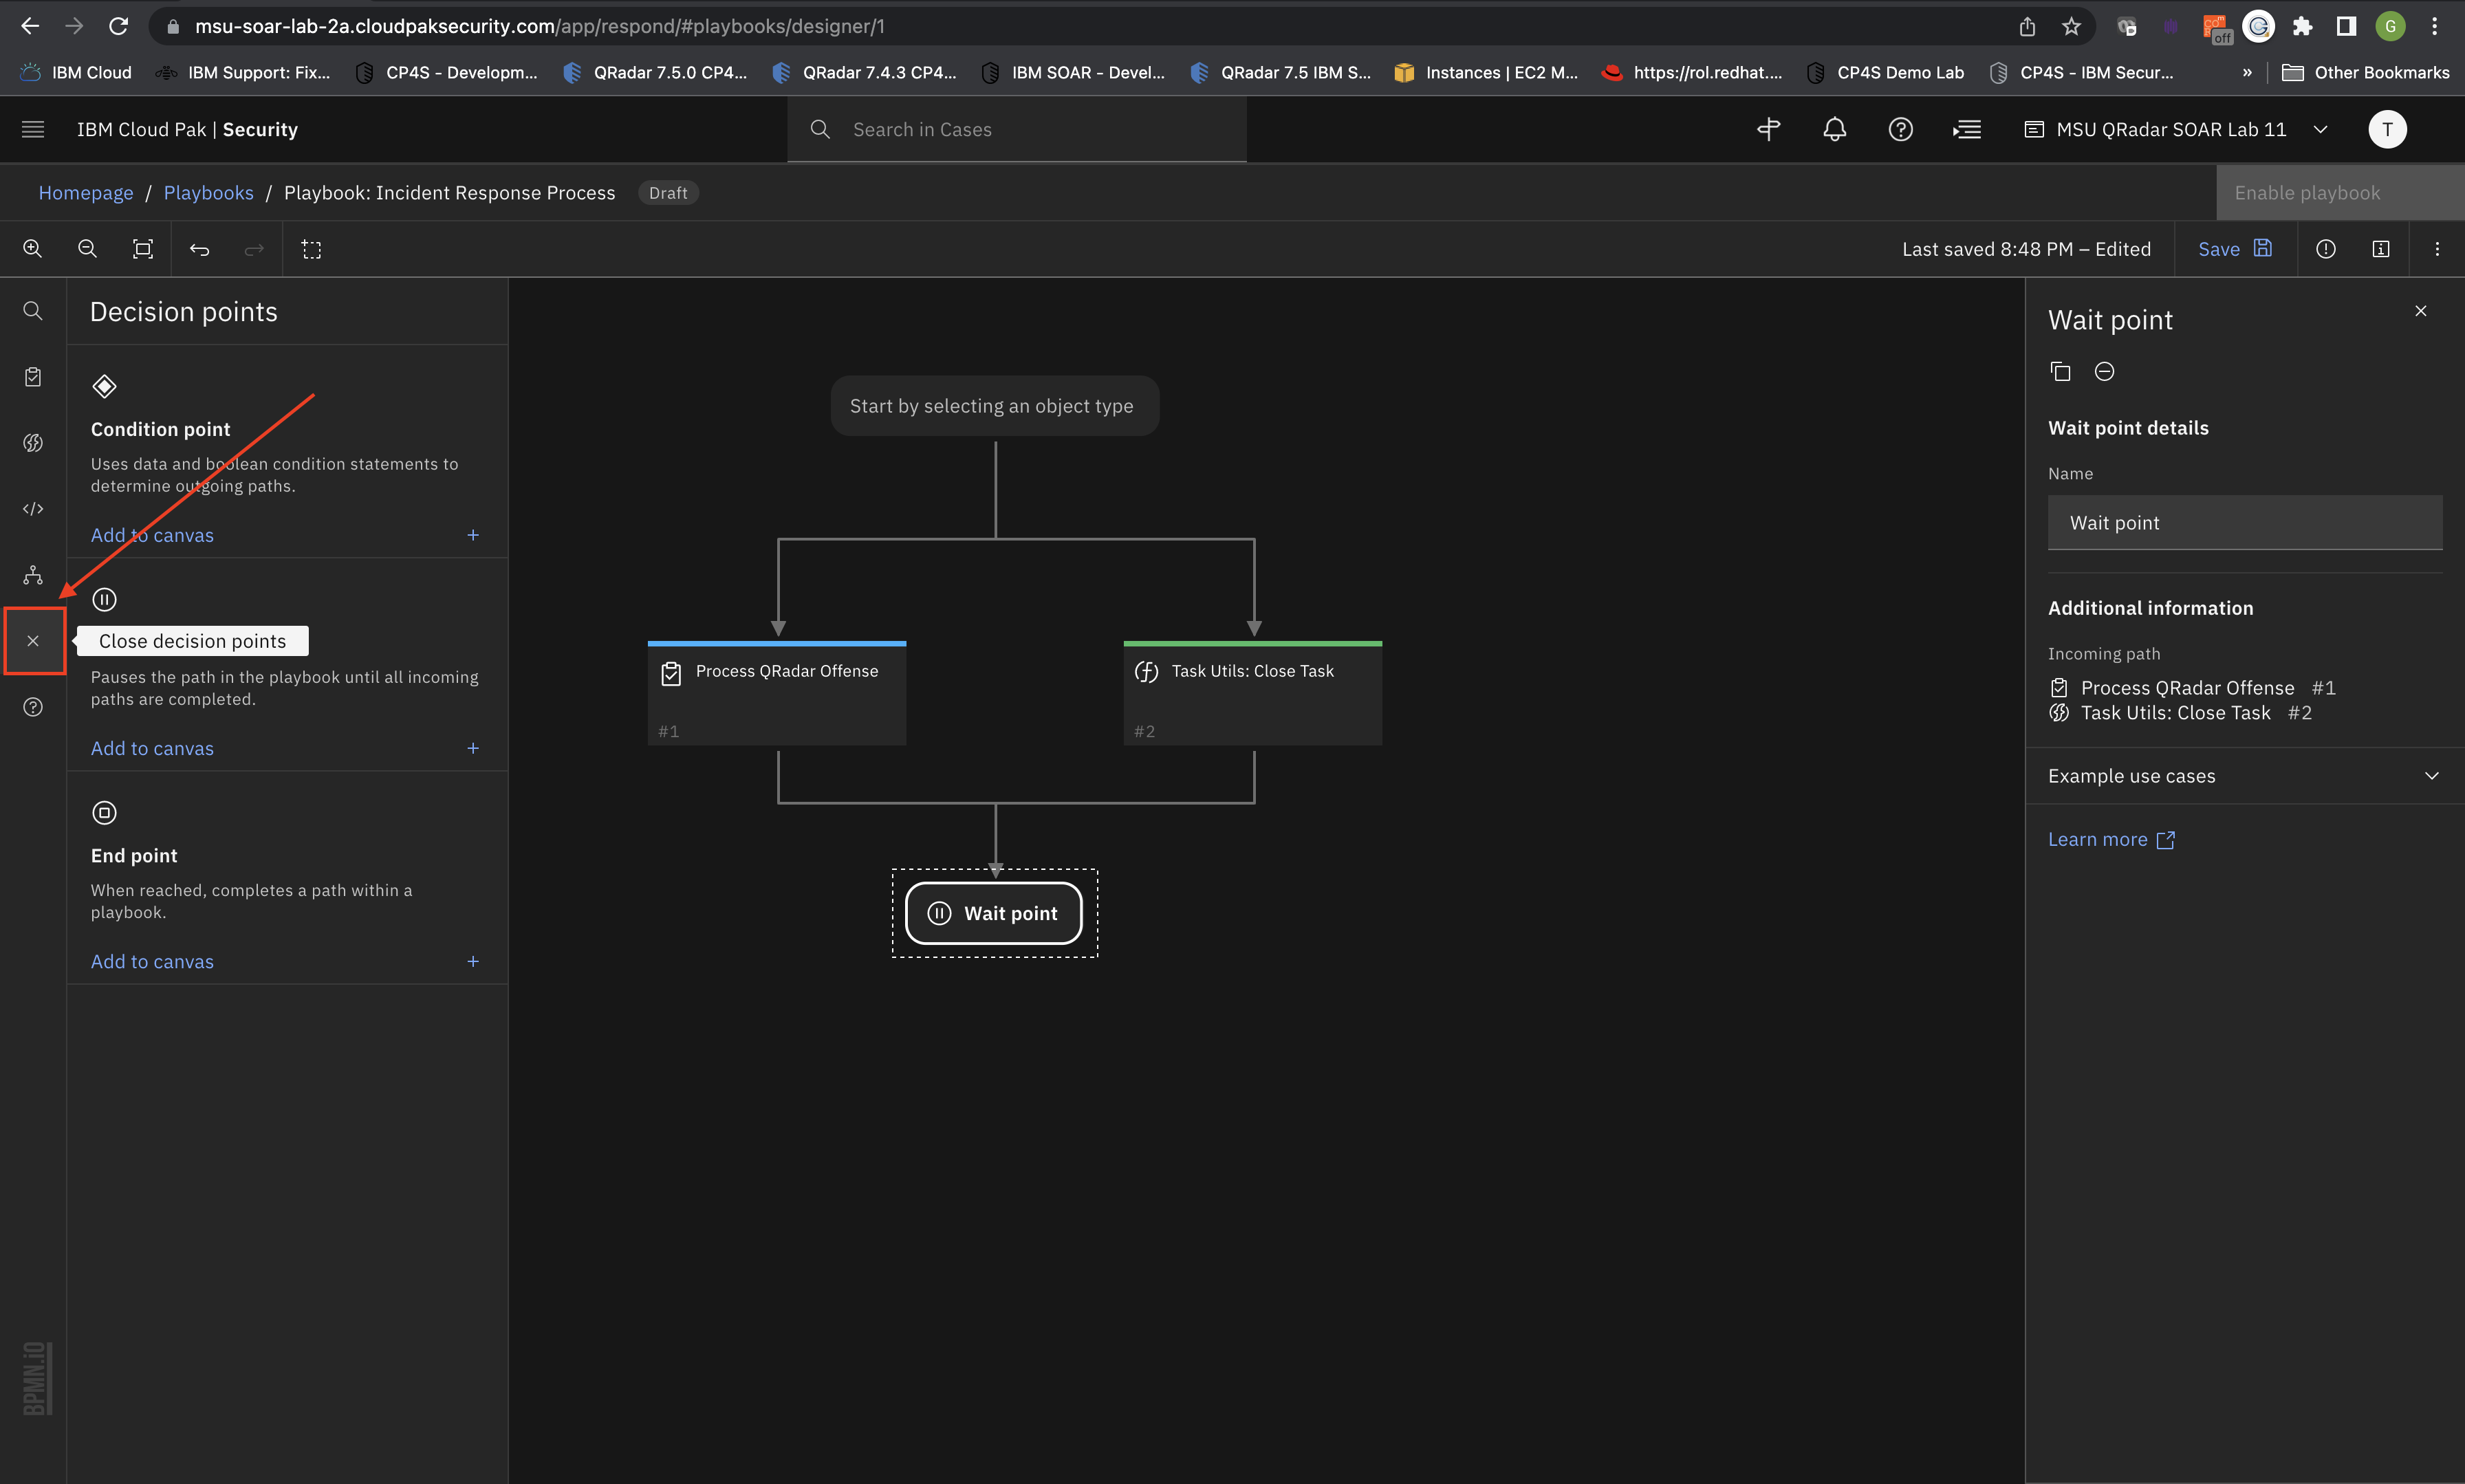 msu-soar-lab-2a.cloudpaksecurity.com/app/respond/#playbooks/designer/1
off
G
IBM Cloud
IBM Support: Fix...
CP4S - Developm...
QRadar 7.5.0 CP4...
QRadar 7.4.3 CP4...
IBM SOAR - Devel...
QRadar 7.5 IBM S...
Instances | EC2 M...
https://rol.redhat....
CP4S Demo Lab
CP4S - IBM Secur...
»
Other Bookmarks
IBM Cloud Pak | Security
Search in Cases
MSU QRadar SOAR Lab 11
T
Homepage / Playbooks / Playbook: Incident Response Process
Draft
Enable playbook
Last saved 8:48 PM – Edited
Save
Decision points
Condition point
Uses data and boolean condition statements to
determine outgoing paths.
Add to canvas +
Close decision points
Pauses the path in the playbook until all incoming
paths are completed.
Add to canvas +
End point
When reached, completes a path within a
playbook.
Add to canvas +
BPMN.iO
Start by selecting an object type
Process QRadar Offense
#1
Task Utils: Close Task
#2
Wait point
Wait point
Wait point details
Name
Wait point
Additional information
Incoming path
Process QRadar Offense #1
Task Utils: Close Task #2
Example use cases
Learn more